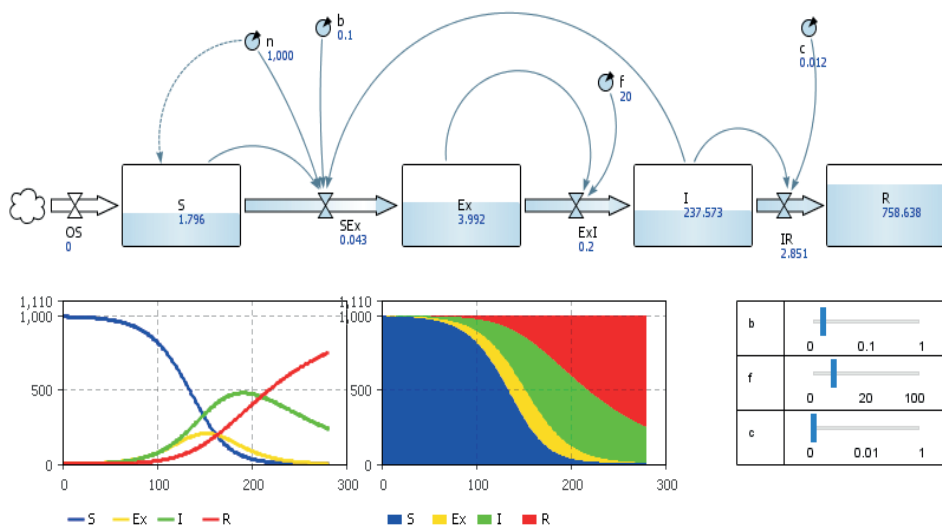 n
1,000
b
0.1
c
0.012
f
20
S
1.796
Ex
3.992
I
237.573
R
758.638
OS
0
SEx
0.043
ExI
0.2
IR
2.851
1,110
1,000
500
0
0 100 200 300
S Ex I R
1,110
1,000
500
0
0 100 200 300
S Ex I R
b
0 0.1 1
f
0 20 100
c
0 0.01 1